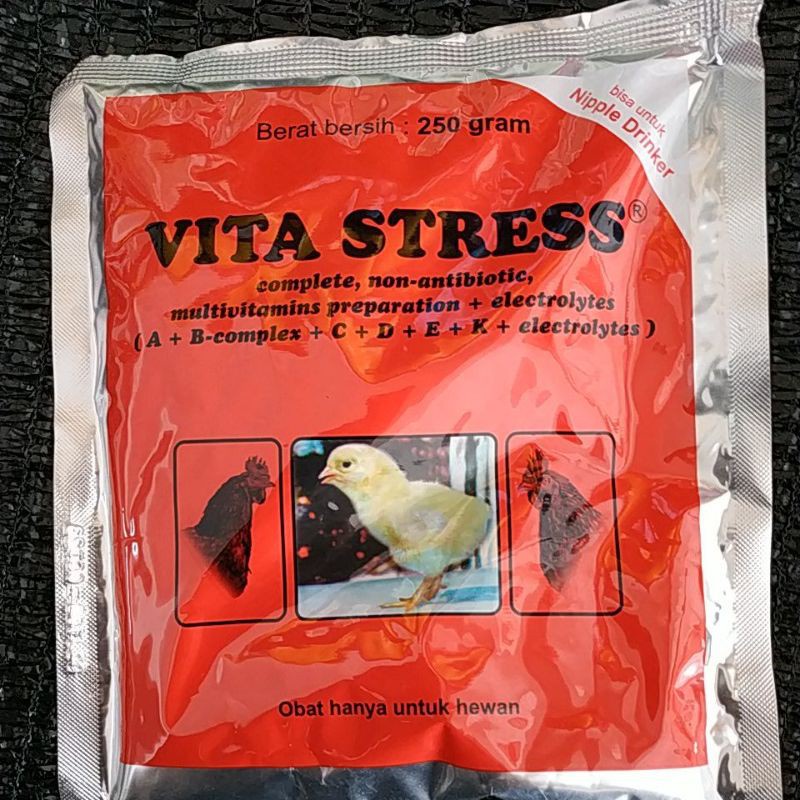 bisa untuk
Nipple Drinker
Berat bersih : 250 gram
VITA STRESS®
complete, non-antibiotic,
multivitamins preparation + electrolytes
( A + B-complex + C + D + E + K + electrolytes )
Obat hanya untuk hewan